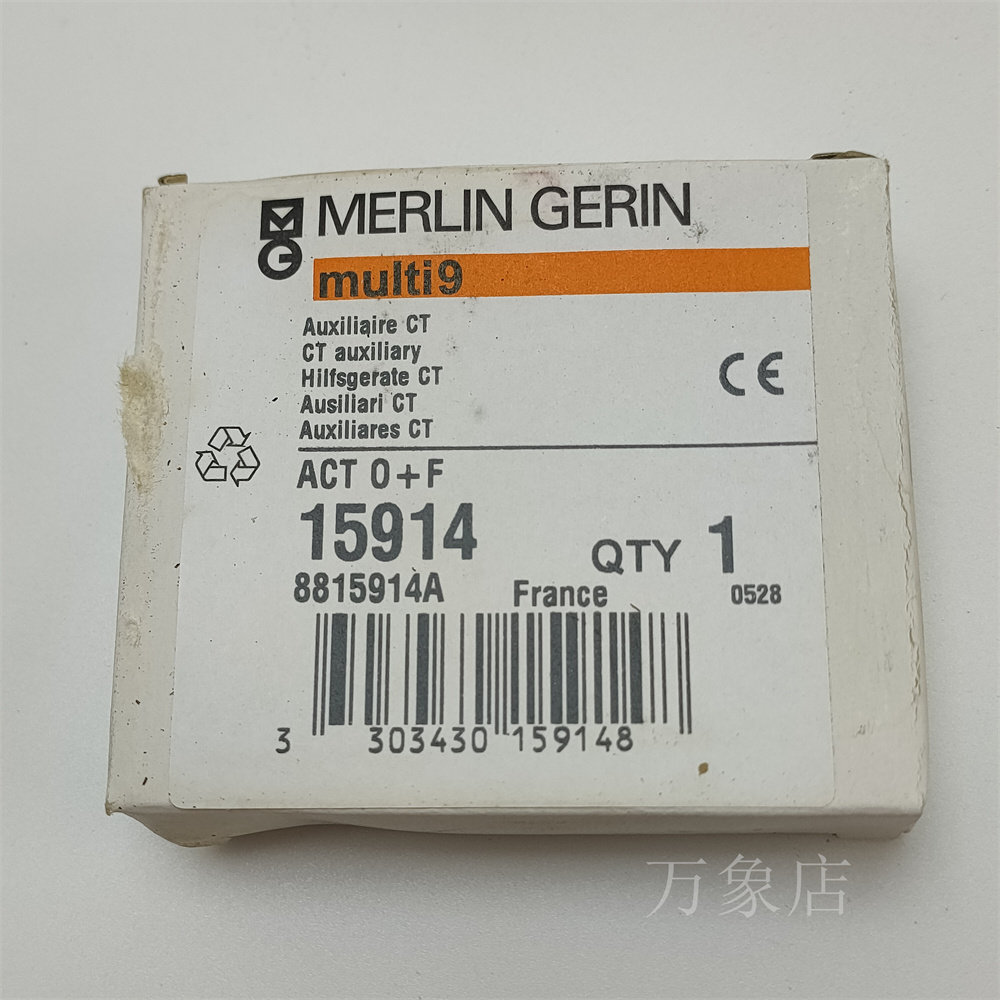 MERLIN GERIN
multi9
Auxiliaire CT
CT auxiliary
Hilfsgerate CT
Ausiliari CT
Auxiliares CT
CE
ACT O+F
15914
QTY 1
8815914A
France
0528
3 303430 159148
万象店